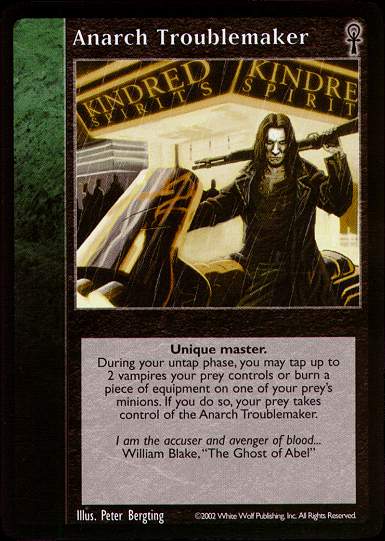 Anarch Troublemaker
KINDRED
SPIRITS
KINDRE
SPIRIT
Unique master.
During your untap phase, you may tap up to
2 vampires your prey controls or burn a
piece of equipment on one of your prey's
minions. If you do so, your prey takes
control of the Anarch Troublemaker.
I am the accuser and avenger of blood...
William Blake, "The Ghost of Abel"
Illus. Peter Bergting
©2002 White Wolf Publishing, Inc. All Rights Reserved.